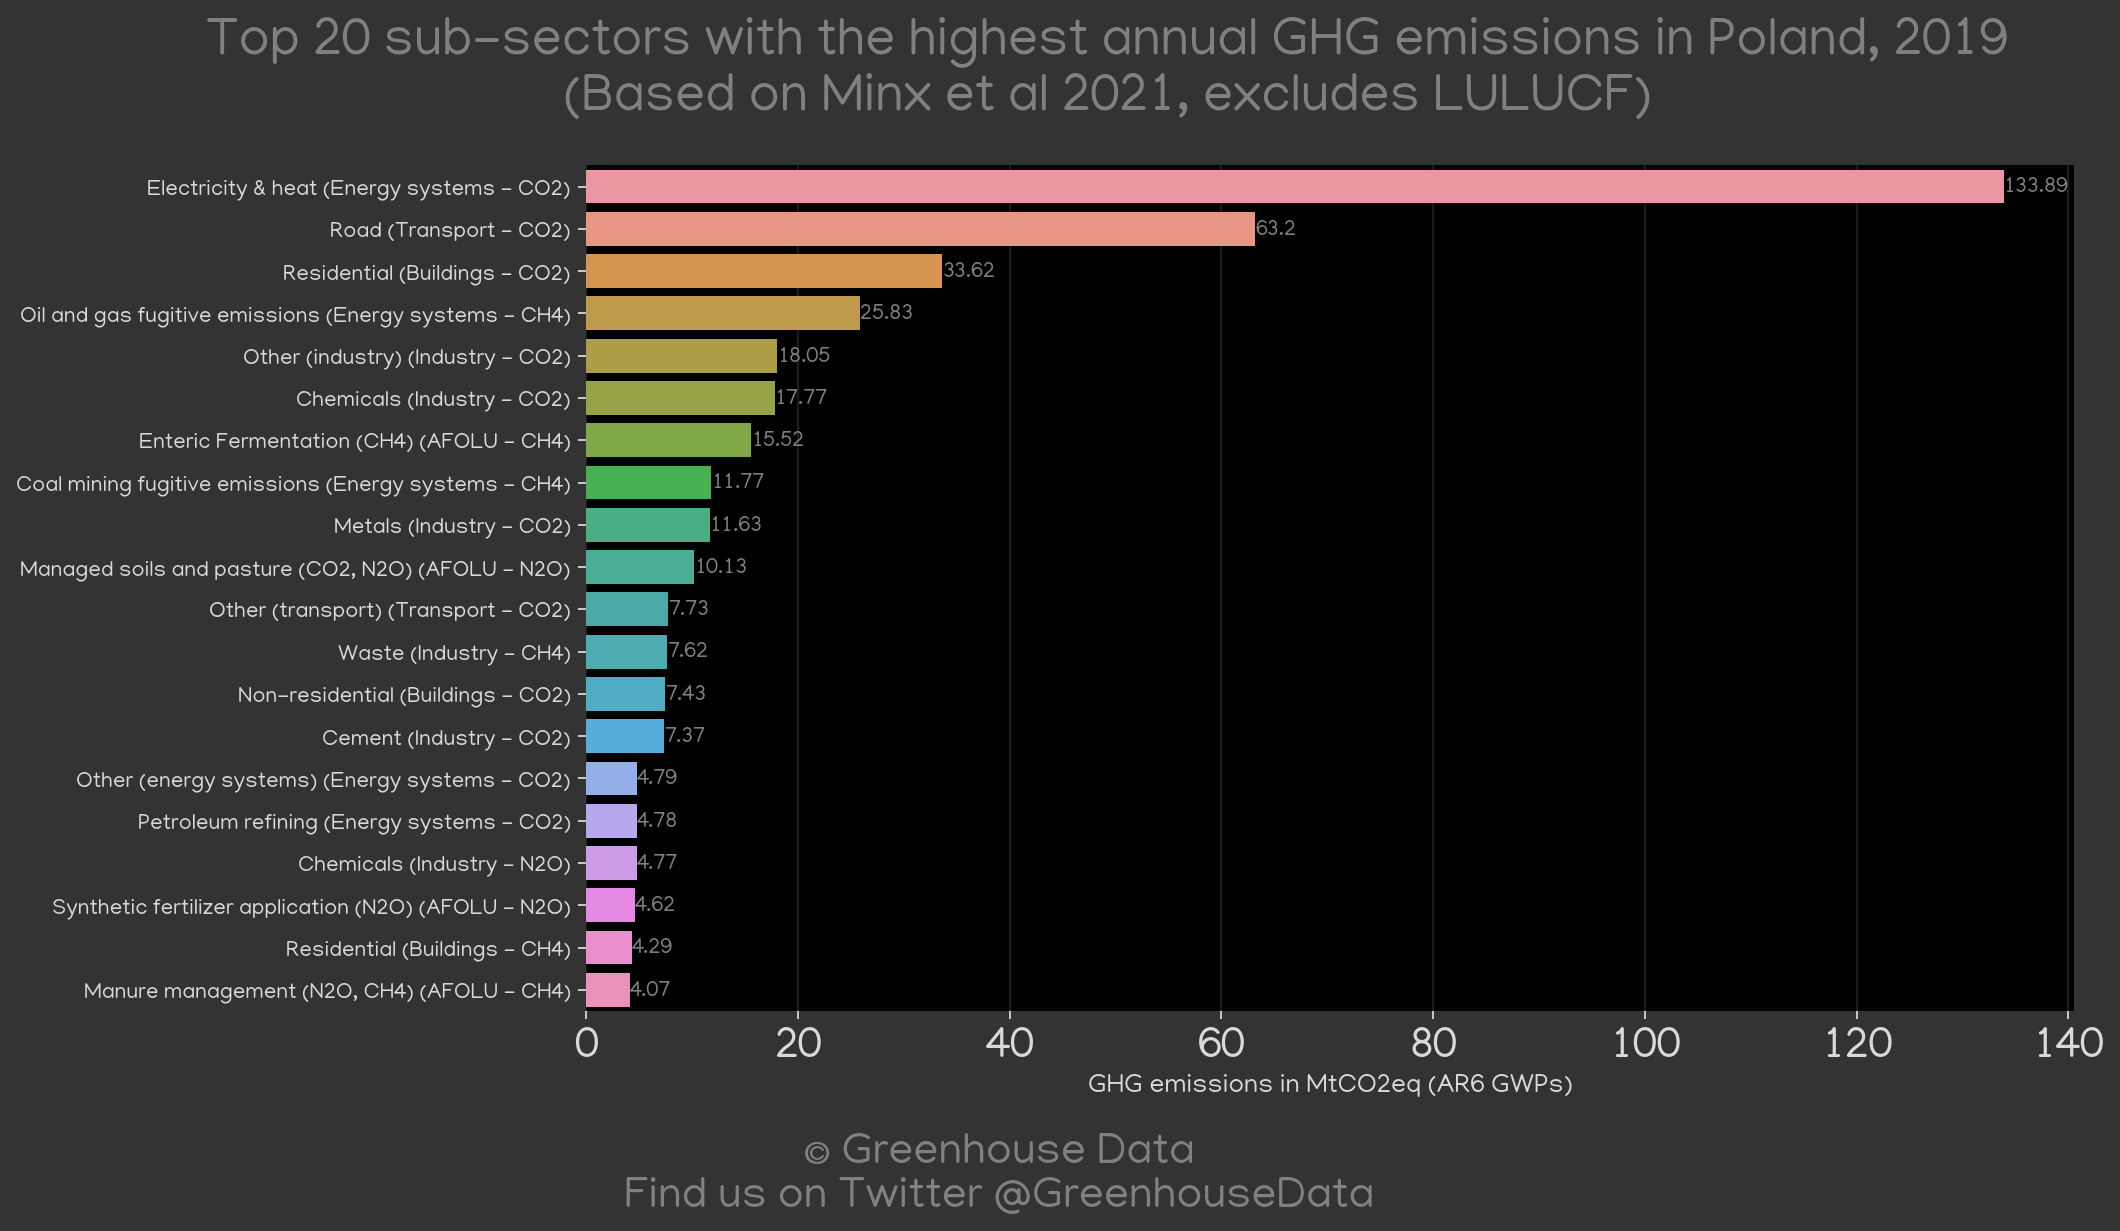 Top 20 sub-sectors with the highest annual GHG emissions in Poland, 2019
(Based on Minx et al 2021, excludes LULUCF)
Electricity & heat (Energy systems - CO2) 133.89
Road (Transport - CO2) 63.2
Residential (Buildings - CO2) 33.62
Oil and gas fugitive emissions (Energy systems - CH4) 25.83
Other (industry) (Industry - CO2) 18.05
Chemicals (Industry - CO2) 17.77
Enteric Fermentation (CH4) (AFOLU - CH4) 15.52
Coal mining fugitive emissions (Energy systems - CH4) 11.77
Metals (Industry - CO2) 11.63
Managed soils and pasture (CO2, N2O) (AFOLU - N2O) 10.13
Other (transport) (Transport - CO2) 7.73
Waste (Industry - CH4) 7.62
Non-residential (Buildings - CO2) 7.43
Cement (Industry - CO2) 7.37
Other (energy systems) (Energy systems - CO2) 4.79
Petroleum refining (Energy systems - CO2) 4.78
Chemicals (Industry - N2O) 4.77
Synthetic fertilizer application (N2O) (AFOLU - N2O) 4.62
Residential (Buildings - CH4) 4.29
Manure management (N2O, CH4) (AFOLU - CH4) 4.07
0 20 40 60 80 100 120 140
GHG emissions in MtCO2eq (AR6 GWPs)
© Greenhouse Data
Find us on Twitter @GreenhouseData